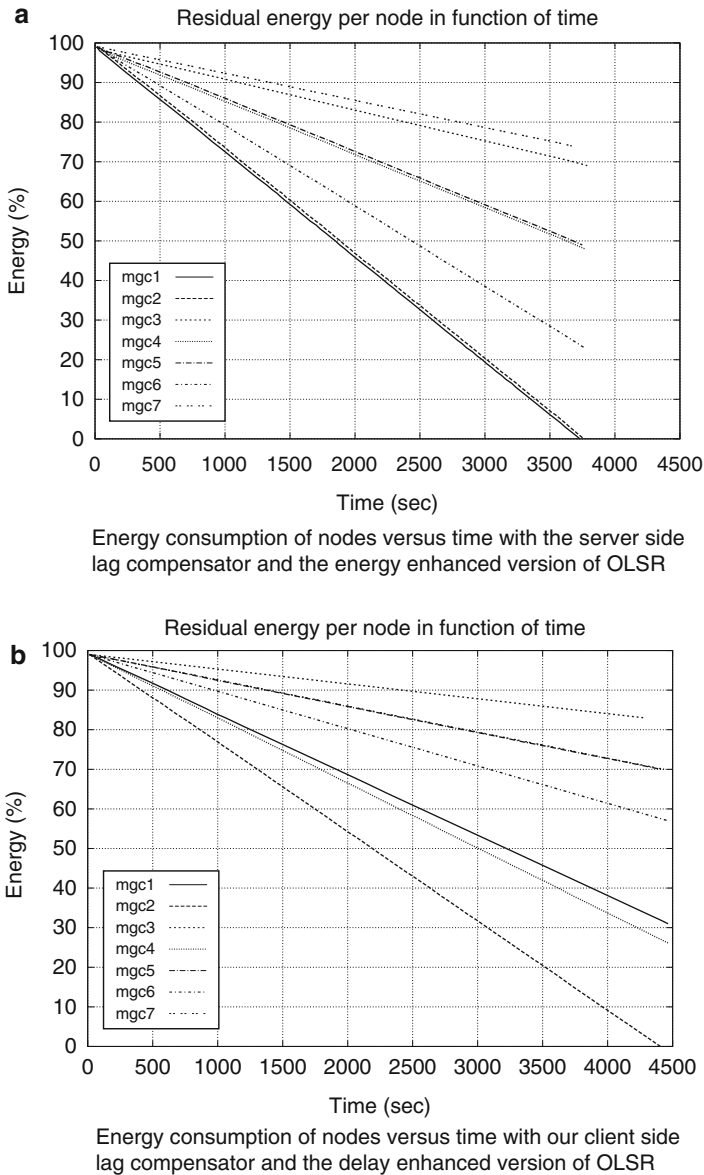 a
Residual energy per node in function of time
100
90
80
70
60
50
40
30
20
10
0
Energy (%)
mgc1
mgc2
mgc3
mgc4
mgc5
mgc6
mgc7
0 500 1000 1500 2000 2500 3000 3500 4000 4500
Time (sec)
Energy consumption of nodes versus time with the server side
lag compensator and the energy enhanced version of OLSR
b
Residual energy per node in function of time
100
90
80
70
60
50
40
30
20
10
0
Energy (%)
mgc1
mgc2
mgc3
mgc4
mgc5
mgc6
mgc7
0 500 1000 1500 2000 2500 3000 3500 4000 4500
Time (sec)
Energy consumption of nodes versus time with our client side
lag compensator and the delay enhanced version of OLSR